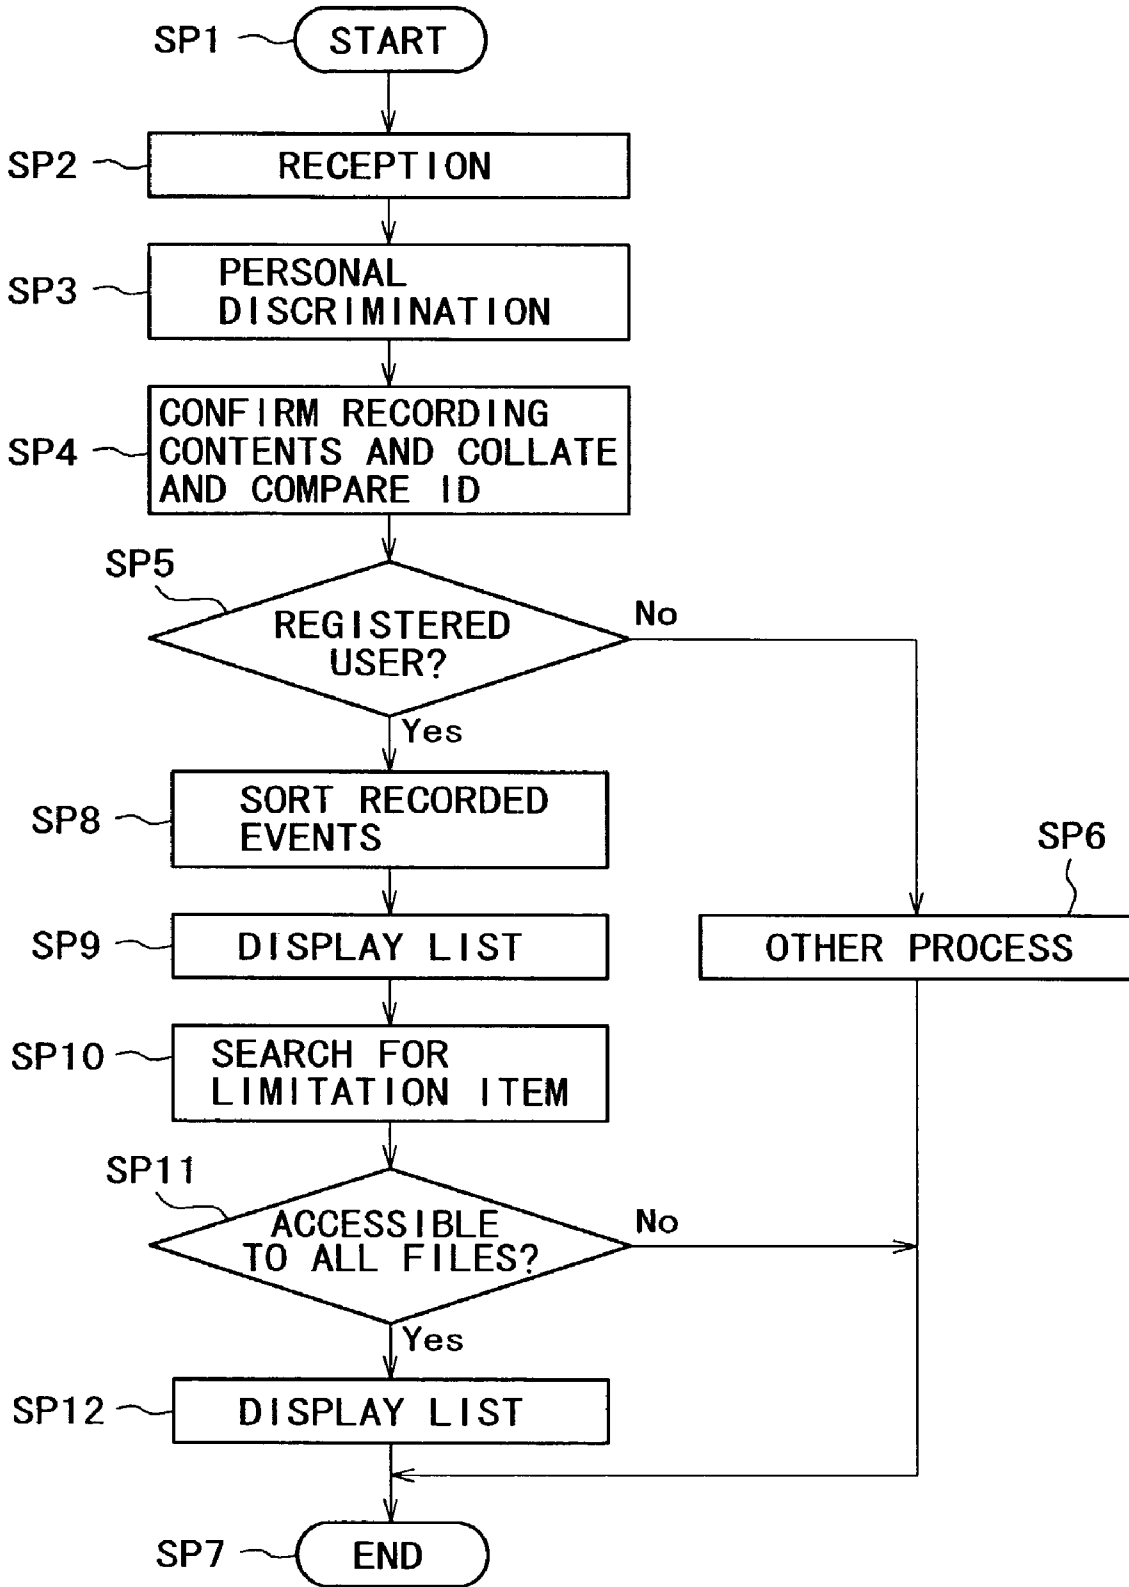 SP1
START
SP2
RECEPTION
SP3
PERSONAL
DISCRIMINATION
SP4
CONFIRM RECORDING
CONTENTS AND COLLATE
AND COMPARE ID
SP5
REGISTERED
USER?
No
Yes
SP8
SORT RECORDED
EVENTS
SP6
OTHER PROCESS
SP9
DISPLAY LIST
SP10
SEARCH FOR
LIMITATION ITEM
SP11
ACCESSIBLE
TO ALL FILES?
No
Yes
SP12
DISPLAY LIST
SP7
END